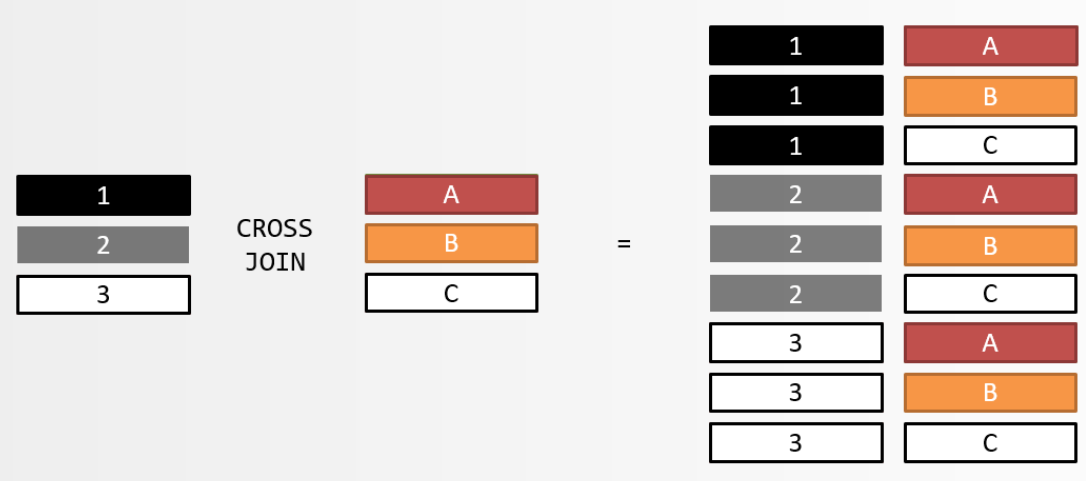 1 A
1 B
1 C
1 A 2 A
2 CROSS B = 2 B
3 JOIN C 2 C
3 A
3 B
3 C